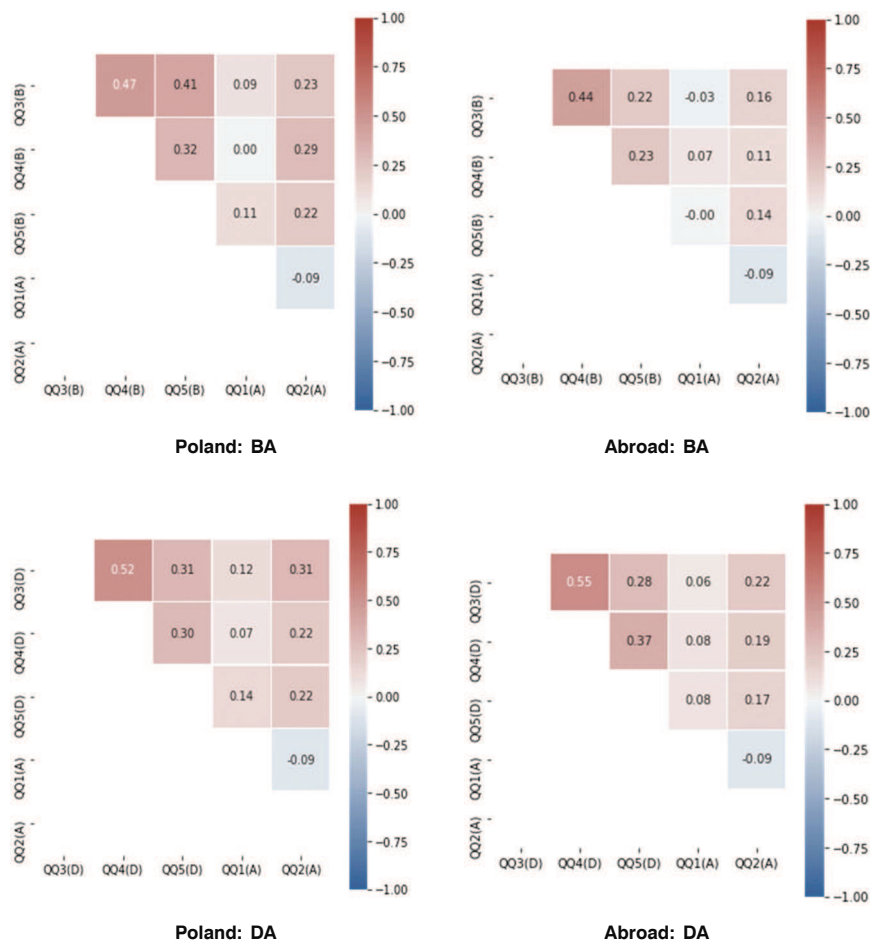 1.00
0.75
0.50
0.25
0.00
−0.25
−0.50
−0.75
−1.00
QQ3(B)
QQ4(B)
QQ5(B)
QQ1(A)
QQ2(A)
0.47 0.41 0.09 0.23
0.32 0.00 0.29
0.11 0.22
-0.09
QQ3(B) QQ4(B) QQ5(B) QQ1(A) QQ2(A)
Poland: BA
1.00
0.75
0.50
0.25
0.00
−0.25
−0.50
−0.75
−1.00
QQ3(B)
QQ4(B)
QQ5(B)
QQ1(A)
QQ2(A)
0.44 0.22 -0.03 0.16
0.23 0.07 0.11
-0.00 0.14
-0.09
QQ3(B) QQ4(B) QQ5(B) QQ1(A) QQ2(A)
Abroad: BA
1.00
0.75
0.50
0.25
0.00
−0.25
−0.50
−0.75
−1.00
QQ3(D)
QQ4(D)
QQ5(D)
QQ1(A)
QQ2(A)
0.52 0.31 0.12 0.31
0.30 0.07 0.22
0.14 0.22
-0.09
QQ3(D) QQ4(D) QQ5(D) QQ1(A) QQ2(A)
Poland: DA
1.00
0.75
0.50
0.25
0.00
−0.25
−0.50
−0.75
−1.00
QQ3(D)
QQ4(D)
QQ5(D)
QQ1(A)
QQ2(A)
0.55 0.28 0.06 0.22
0.37 0.08 0.19
0.08 0.17
-0.09
QQ3(D) QQ4(D) QQ5(D) QQ1(A) QQ2(A)
Abroad: DA